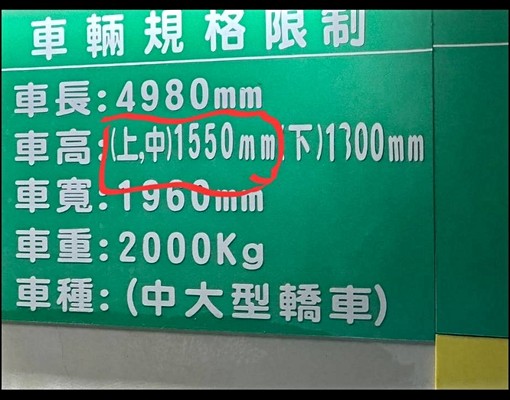 車輛規格限制
車長:4980mm
車高:(上,中)1550mm(下)1800mm
車寬:1960mm
車重:2000Kg
車種:(中大型轎車)